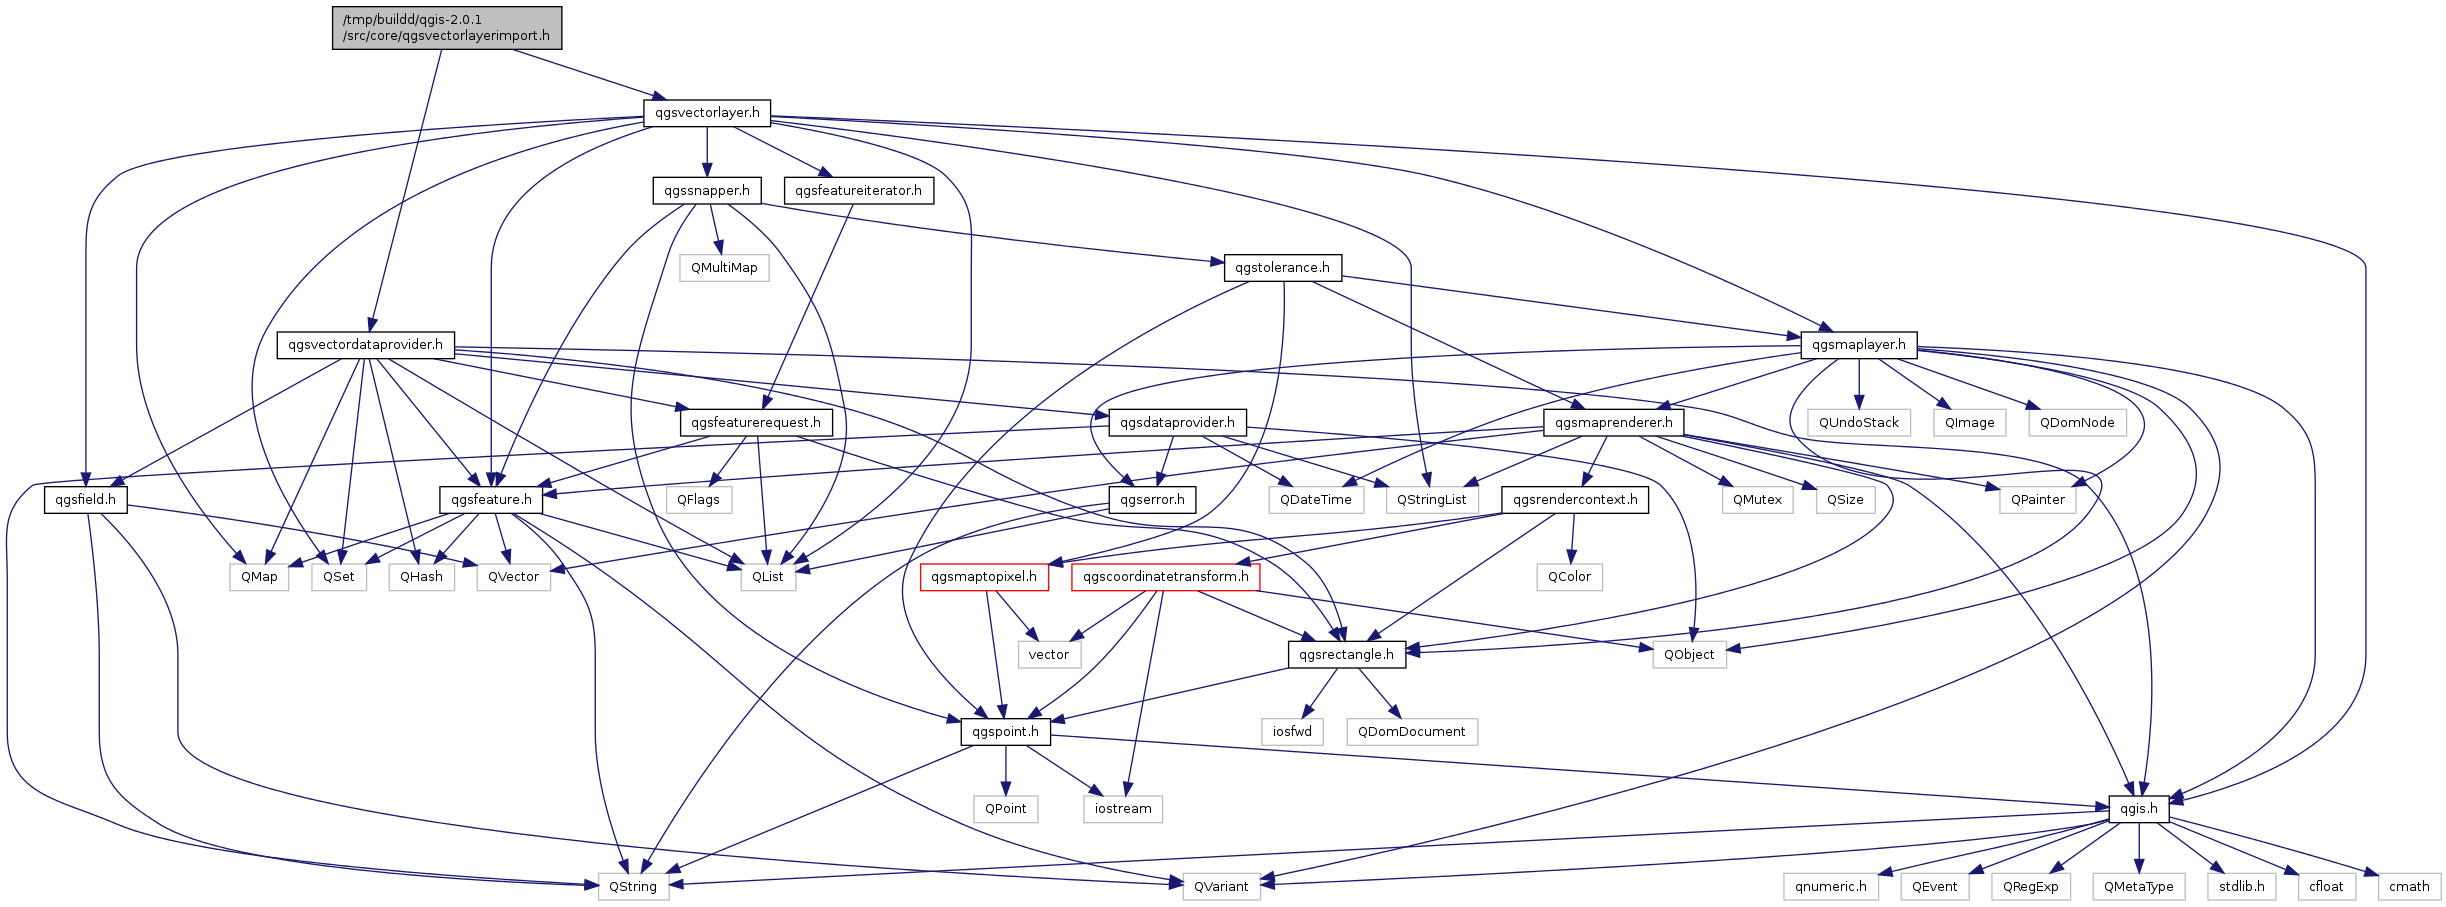 /tmp/buildd/qgis-2.0.1
/src/core/qgsvectorlayerimport.h
qgsvectorlayer.h
qgssnapper.h
qgsfeatureiterator.h
QMultiMap
qgstolerance.h
qgsvectordataprovider.h
qgsmaplayer.h
qgsfeaturerequest.h
qgsdataprovider.h
qgsmaprenderer.h
QUndoStack
QImage
QDomNode
qgsfield.h
qgsfeature.h
QFlags
qgserror.h
QDateTime
QStringList
qgsrendercontext.h
QMutex
QSize
QPainter
QMap
QSet
QHash
QVector
QList
qgsmaptopixel.h
qgscoordinatetransform.h
QColor
vector
qgsrectangle.h
QObject
qgspoint.h
iosfwd
QDomDocument
QPoint
iostream
qgis.h
QString
QVariant
qnumeric.h
QEvent
QRegExp
QMetaType
stdlib.h
cfloat
cmath